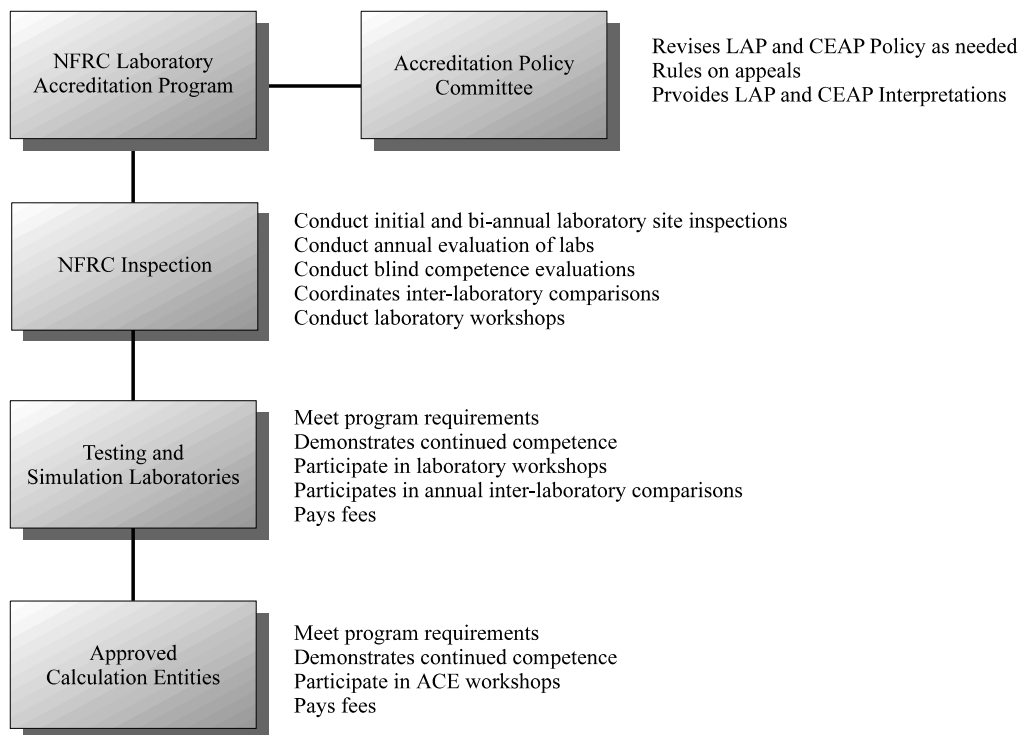 NFRC Laboratory
Accreditation Program
Accreditation Policy
Committee
Revises LAP and CEAP Policy as needed
Rules on appeals
Prvoides LAP and CEAP Interpretations
NFRC Inspection
Conduct initial and bi-annual laboratory site inspections
Conduct annual evaluation of labs
Conduct blind competence evaluations
Coordinates inter-laboratory comparisons
Conduct laboratory workshops
Testing and
Simulation Laboratories
Meet program requirements
Demonstrates continued competence
Participate in laboratory workshops
Participates in annual inter-laboratory comparisons
Pays fees
Approved
Calculation Entities
Meet program requirements
Demonstrates continued competence
Participate in ACE workshops
Pays fees